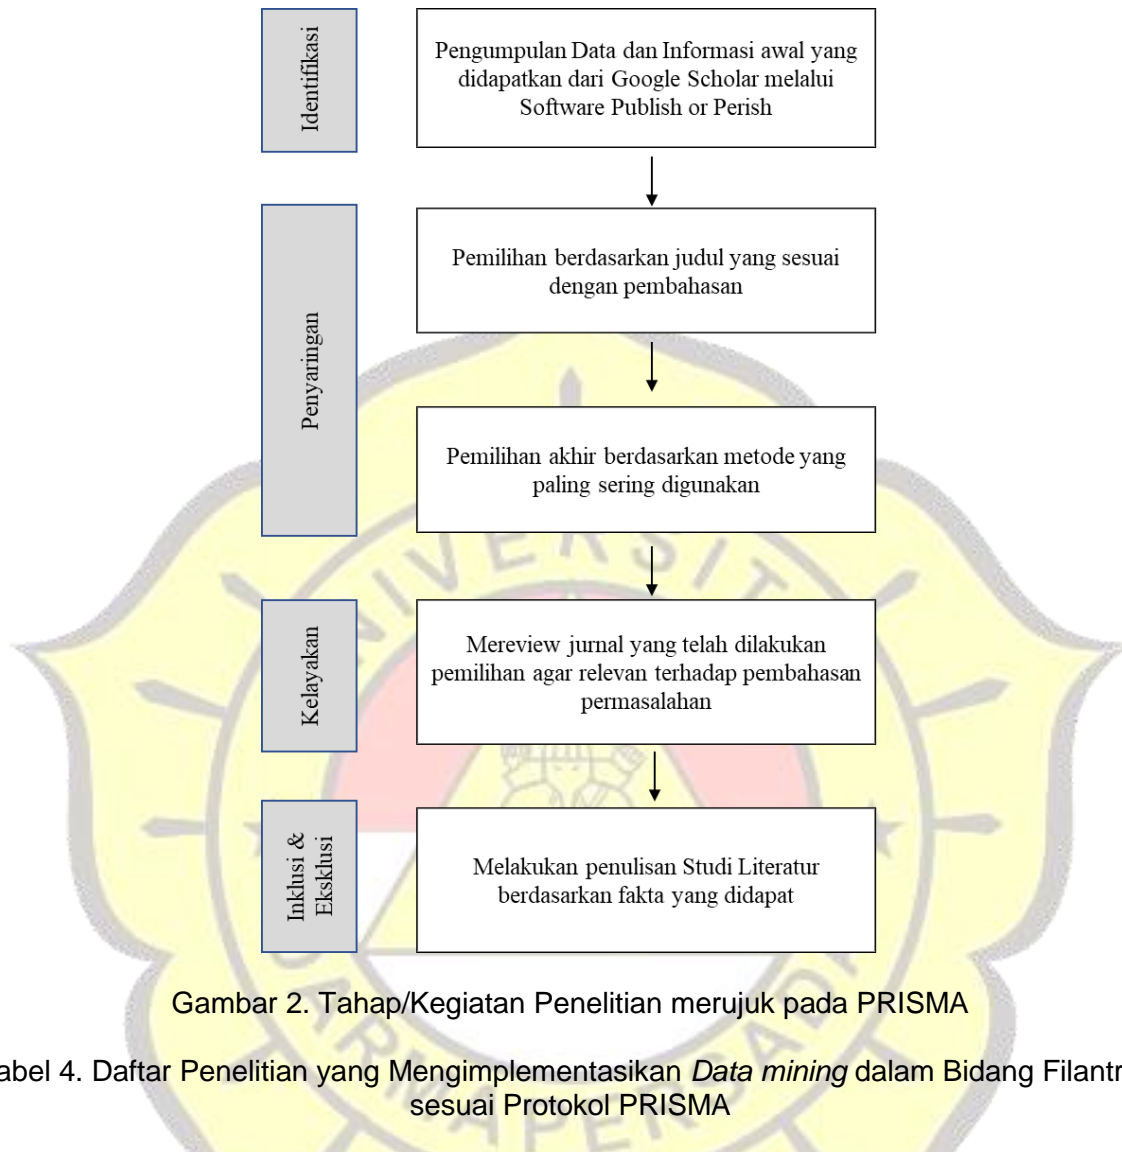 Identifikasi
Pengumpulan Data dan Informasi awal yang
didapatkan dari Google Scholar melalui
Software Publish or Perish
Penyaringan
Pemilihan berdasarkan judul yang sesuai
dengan pembahasan
Pemilihan akhir berdasarkan metode yang
paling sering digunakan
Kelayakan
Mereview jurnal yang telah dilakukan
pemilihan agar relevan terhadap pembahasan
permasalahan
Inklusi &
Eksklusi
Melakukan penulisan Studi Literatur
berdasarkan fakta yang didapat
Gambar 2. Tahap/Kegiatan Penelitian merujuk pada PRISMA
abel 4. Daftar Penelitian yang Mengimplementasikan Data mining dalam Bidang Filantr
sesuai Protokol PRISMA